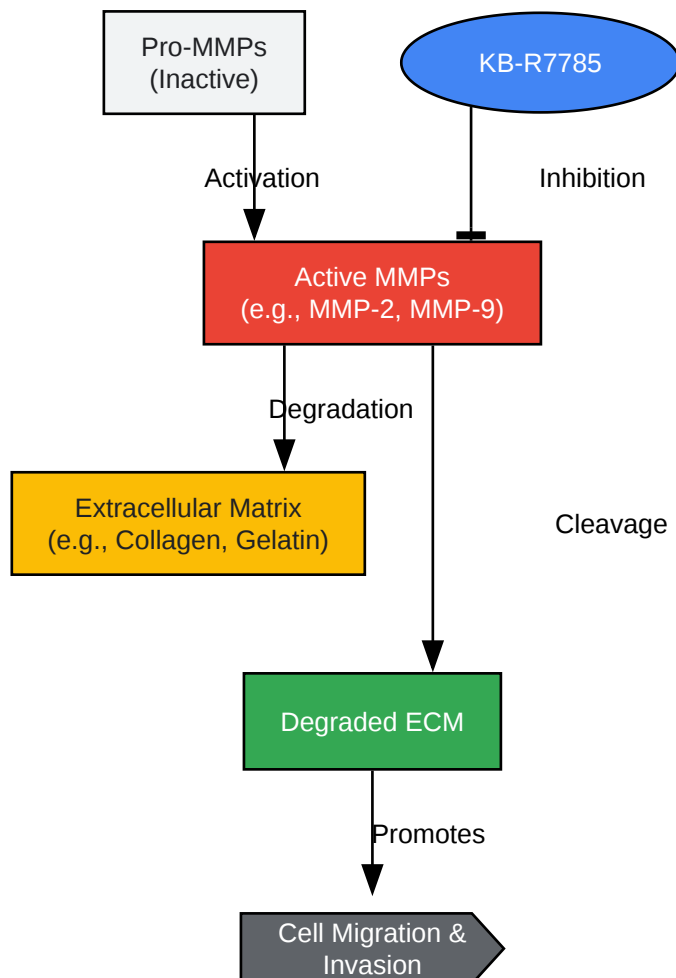 Pro-MMPs
(Inactive)
KB-R7785
Activation
Inhibition
Active MMPs
(e.g., MMP-2, MMP-9)
Degradation
Extracellular Matrix
(e.g., Collagen, Gelatin)
Cleavage
Degraded ECM
Promotes
Cell Migration &
Invasion